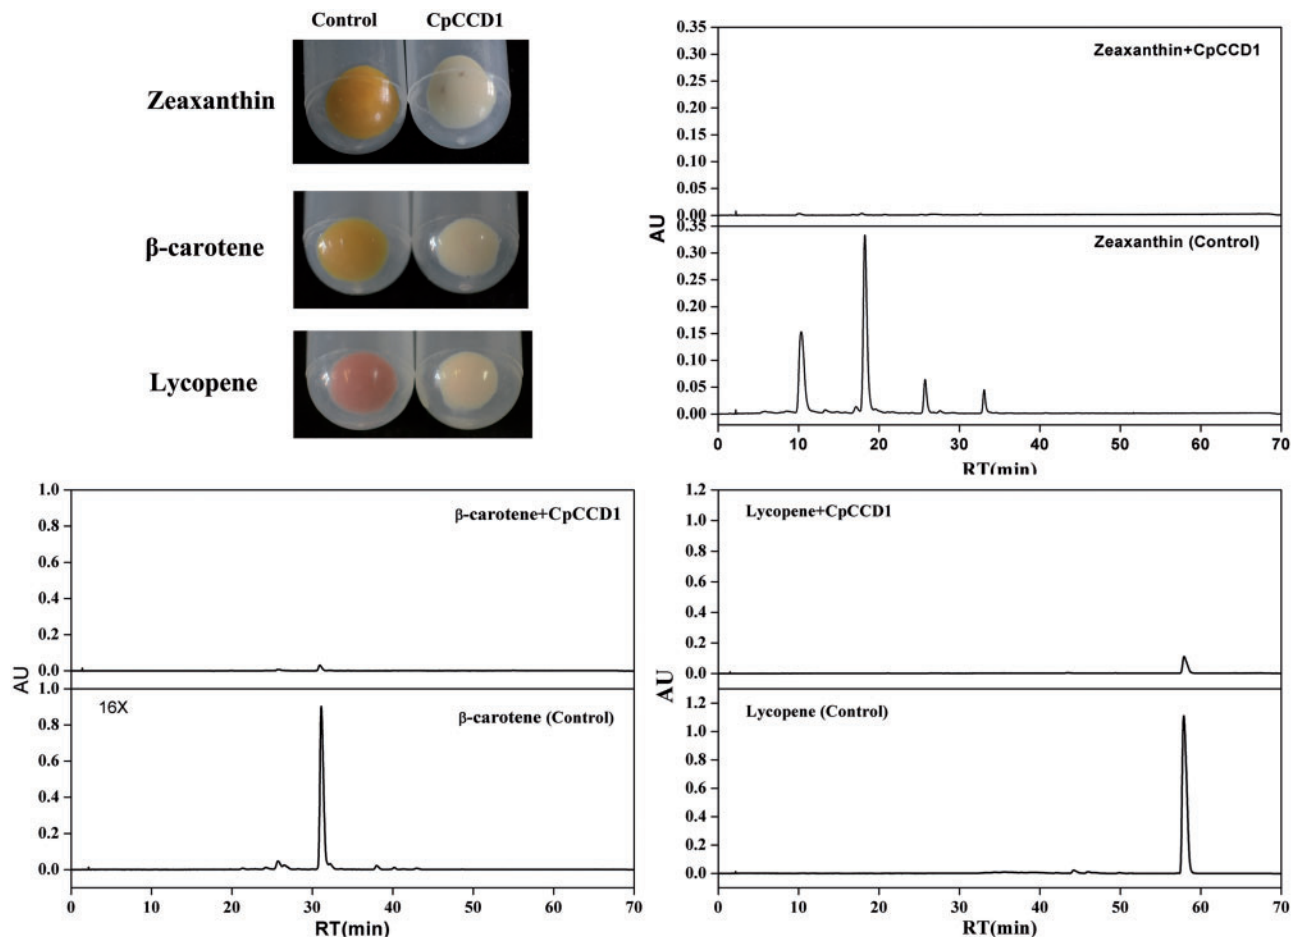 Control CpCCD1
Zeaxanthin
β-carotene
Lycopene
0.35
0.30
0.25
0.20
0.15
0.10
0.05
0.00
Zeaxanthin+CpCCD1
AU
0.35
0.30
0.25
0.20
0.15
0.10
0.05
0.00
Zeaxanthin (Control)
0 10 20 30 40 50 60 70
RT(min)
1.0
0.8
0.6
0.4
0.2
0.0
β-carotene+CpCCD1
AU
1.0
0.8
0.6
0.4
0.2
0.0
16X
β-carotene (Control)
0 10 20 30 40 50 60 70
RT(min)
1.2
1.0
0.8
0.6
0.4
0.2
0.0
Lycopene+CpCCD1
AU
1.2
1.0
0.8
0.6
0.4
0.2
0.0
Lycopene (Control)
0 10 20 30 40 50 60 70
RT(min)